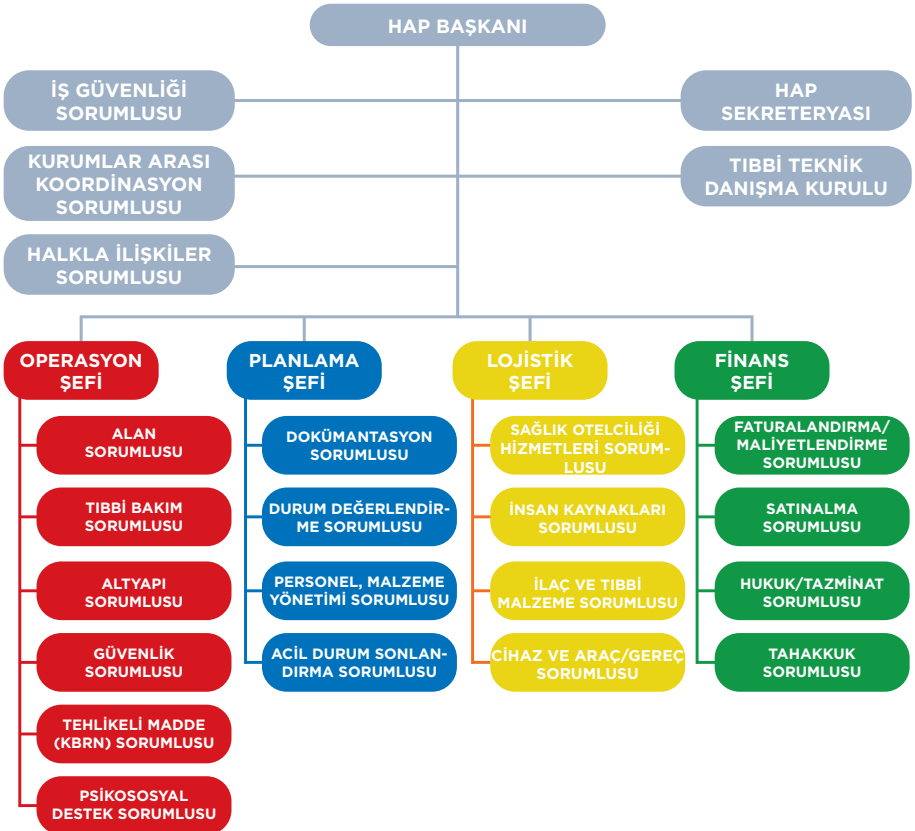 HAP BAŞKANI
İŞ GÜVENLİĞİ
SORUMLUSU
HAP
SEKRETERYASI
KURUMLAR ARASI
KOORDİNASYON
SORUMLUSU
TIBBİ TEKNİK
DANIŞMA KURULU
HALKLA İLİŞKİLER
SORUMLUSU
OPERASYON
ŞEFİ
ALAN
SORUMLUSU
TIBBİ BAKIM
SORUMLUSU
ALTYAPI
SORUMLUSU
GÜVENLİK
SORUMLUSU
TEHLİKELİ MADDE
(KBRN) SORUMLUSU
PSİKOSOSYAL
DESTEK SORUMLUSU
PLANLAMA
ŞEFİ
DOKÜMANTASYON
SORUMLUSU
DURUM DEĞERLENDİR-
ME SORUMLUSU
PERSONEL, MALZEME
YÖNETİMİ SORUMLUSU
ACİL DURUM SONLAN-
DIRMA SORUMLUSU
LOJİSTİK
ŞEFİ
SAĞLIK OTELCİLİĞİ
HİZMETLERİ SORUM-
LUSU
İNSAN KAYNAKLARI
SORUMLUSU
İLAÇ VE TIBBİ
MALZEME SORUMLUSU
CİHAZ VE ARAÇ/GEREÇ
SORUMLUSU
FİNANS
ŞEFİ
FATURALANDIRMA/
MALİYETLENDİRME
SORUMLUSU
SATINALMA
SORUMLUSU
HUKUK/TAZMİNAT
SORUMLUSU
TAHAKKUK
SORUMLUSU